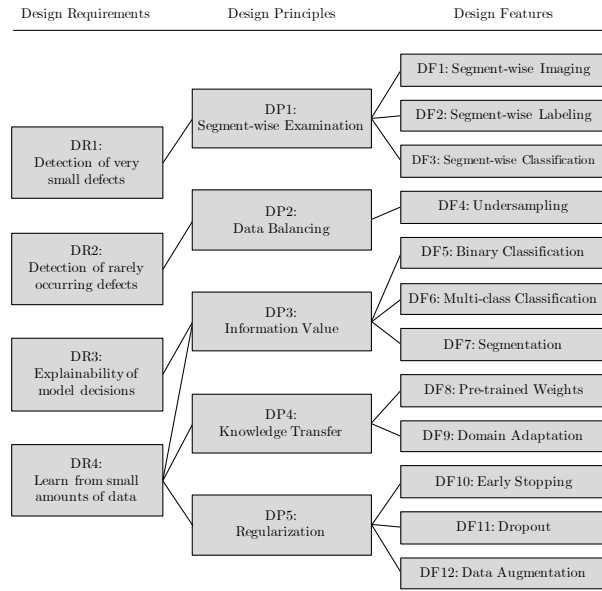 Design Requirements
Design Principles
Design Features
DR1:
Detection of very
small defects
DR2:
Detection of rarely
occurring defects
DR3:
Explainability of
model decisions
DR4:
Learn from small
amounts of data
DP1:
Segment-wise Examination
DP2:
Data Balancing
DP3:
Information Value
DP4:
Knowledge Transfer
DP5:
Regularization
DF1: Segment-wise Imaging
DF2: Segment-wise Labeling
DF3: Segment-wise Classification
DF4: Undersampling
DF5: Binary Classification
DF6: Multi-class Classification
DF7: Segmentation
DF8: Pre-trained Weights
DF9: Domain Adaptation
DF10: Early Stopping
DF11: Dropout
DF12: Data Augmentation